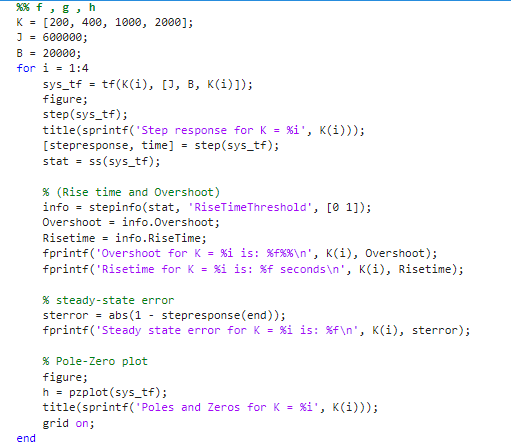 %% f , g , h
K = [200, 400, 1000, 2000];
J = 600000;
B = 20000;
for i = 1:4
    sys_tf = tf(K(i), [J, B, K(i)]);
    figure;
    step(sys_tf);
    title(sprintf('Step response for K = %i', K(i)));
    [stepresponse, time] = step(sys_tf);
    stat = ss(sys_tf);

    % (Rise time and Overshoot)
    info = stepinfo(stat, 'RiseTimeThreshold', [0 1]);
    Overshoot = info.Overshoot;
    Risetime = info.RiseTime;
    fprintf('Overshoot for K = %i is: %f%%\n', K(i), Overshoot);
    fprintf('Risetime for K = %i is: %f seconds\n', K(i), Risetime);

    % steady-state error
    sterror = abs(1 - stepresponse(end));
    fprintf('Steady state error for K = %i is: %f\n', K(i), sterror);

    % Pole-Zero plot
    figure;
    h = pzplot(sys_tf);
    title(sprintf('Poles and Zeros for K = %i', K(i)));
    grid on;
end